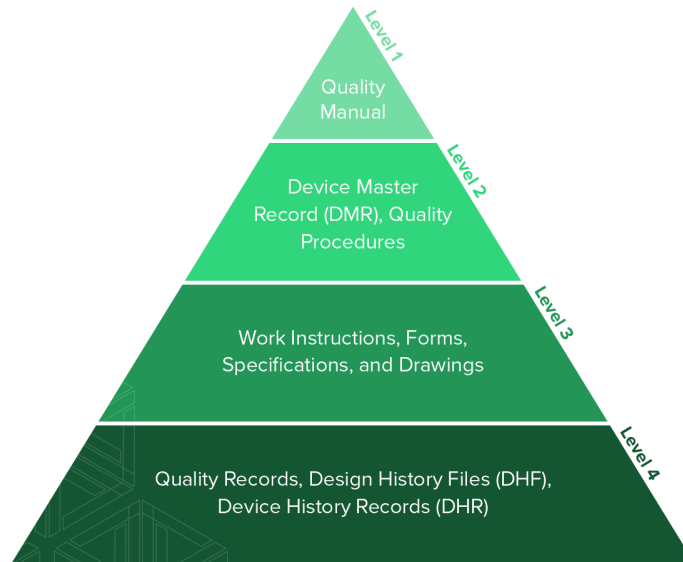 Level 1
Quality
Manual
Level 2
Device Master
Record (DMR), Quality
Procedures
Level 3
Work Instructions, Forms,
Specifications, and Drawings
Level 4
Quality Records, Design History Files (DHF),
Device History Records (DHR)